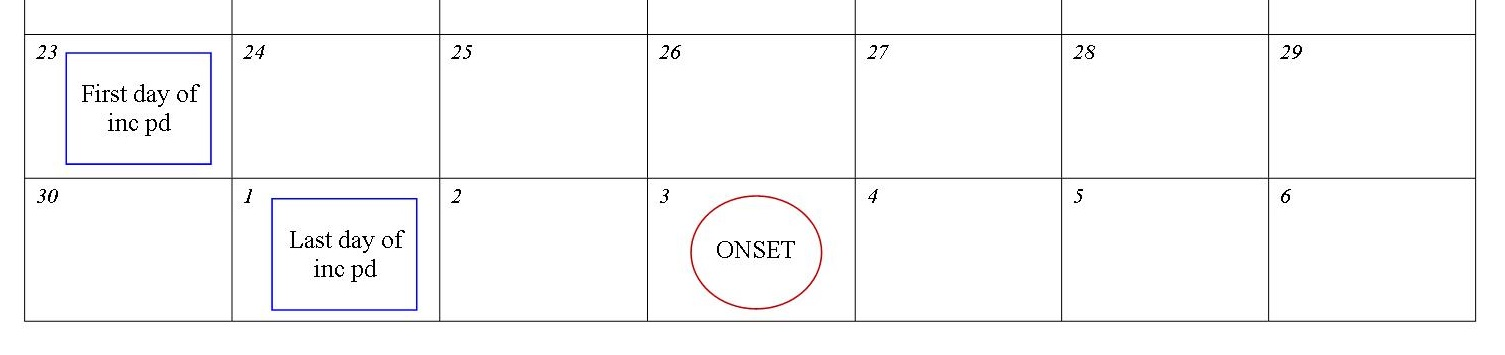 23 24 25 26 27 28 29
First day of
inc pd
30 1 2 3 4 5 6
Last day of
inc pd
ONSET